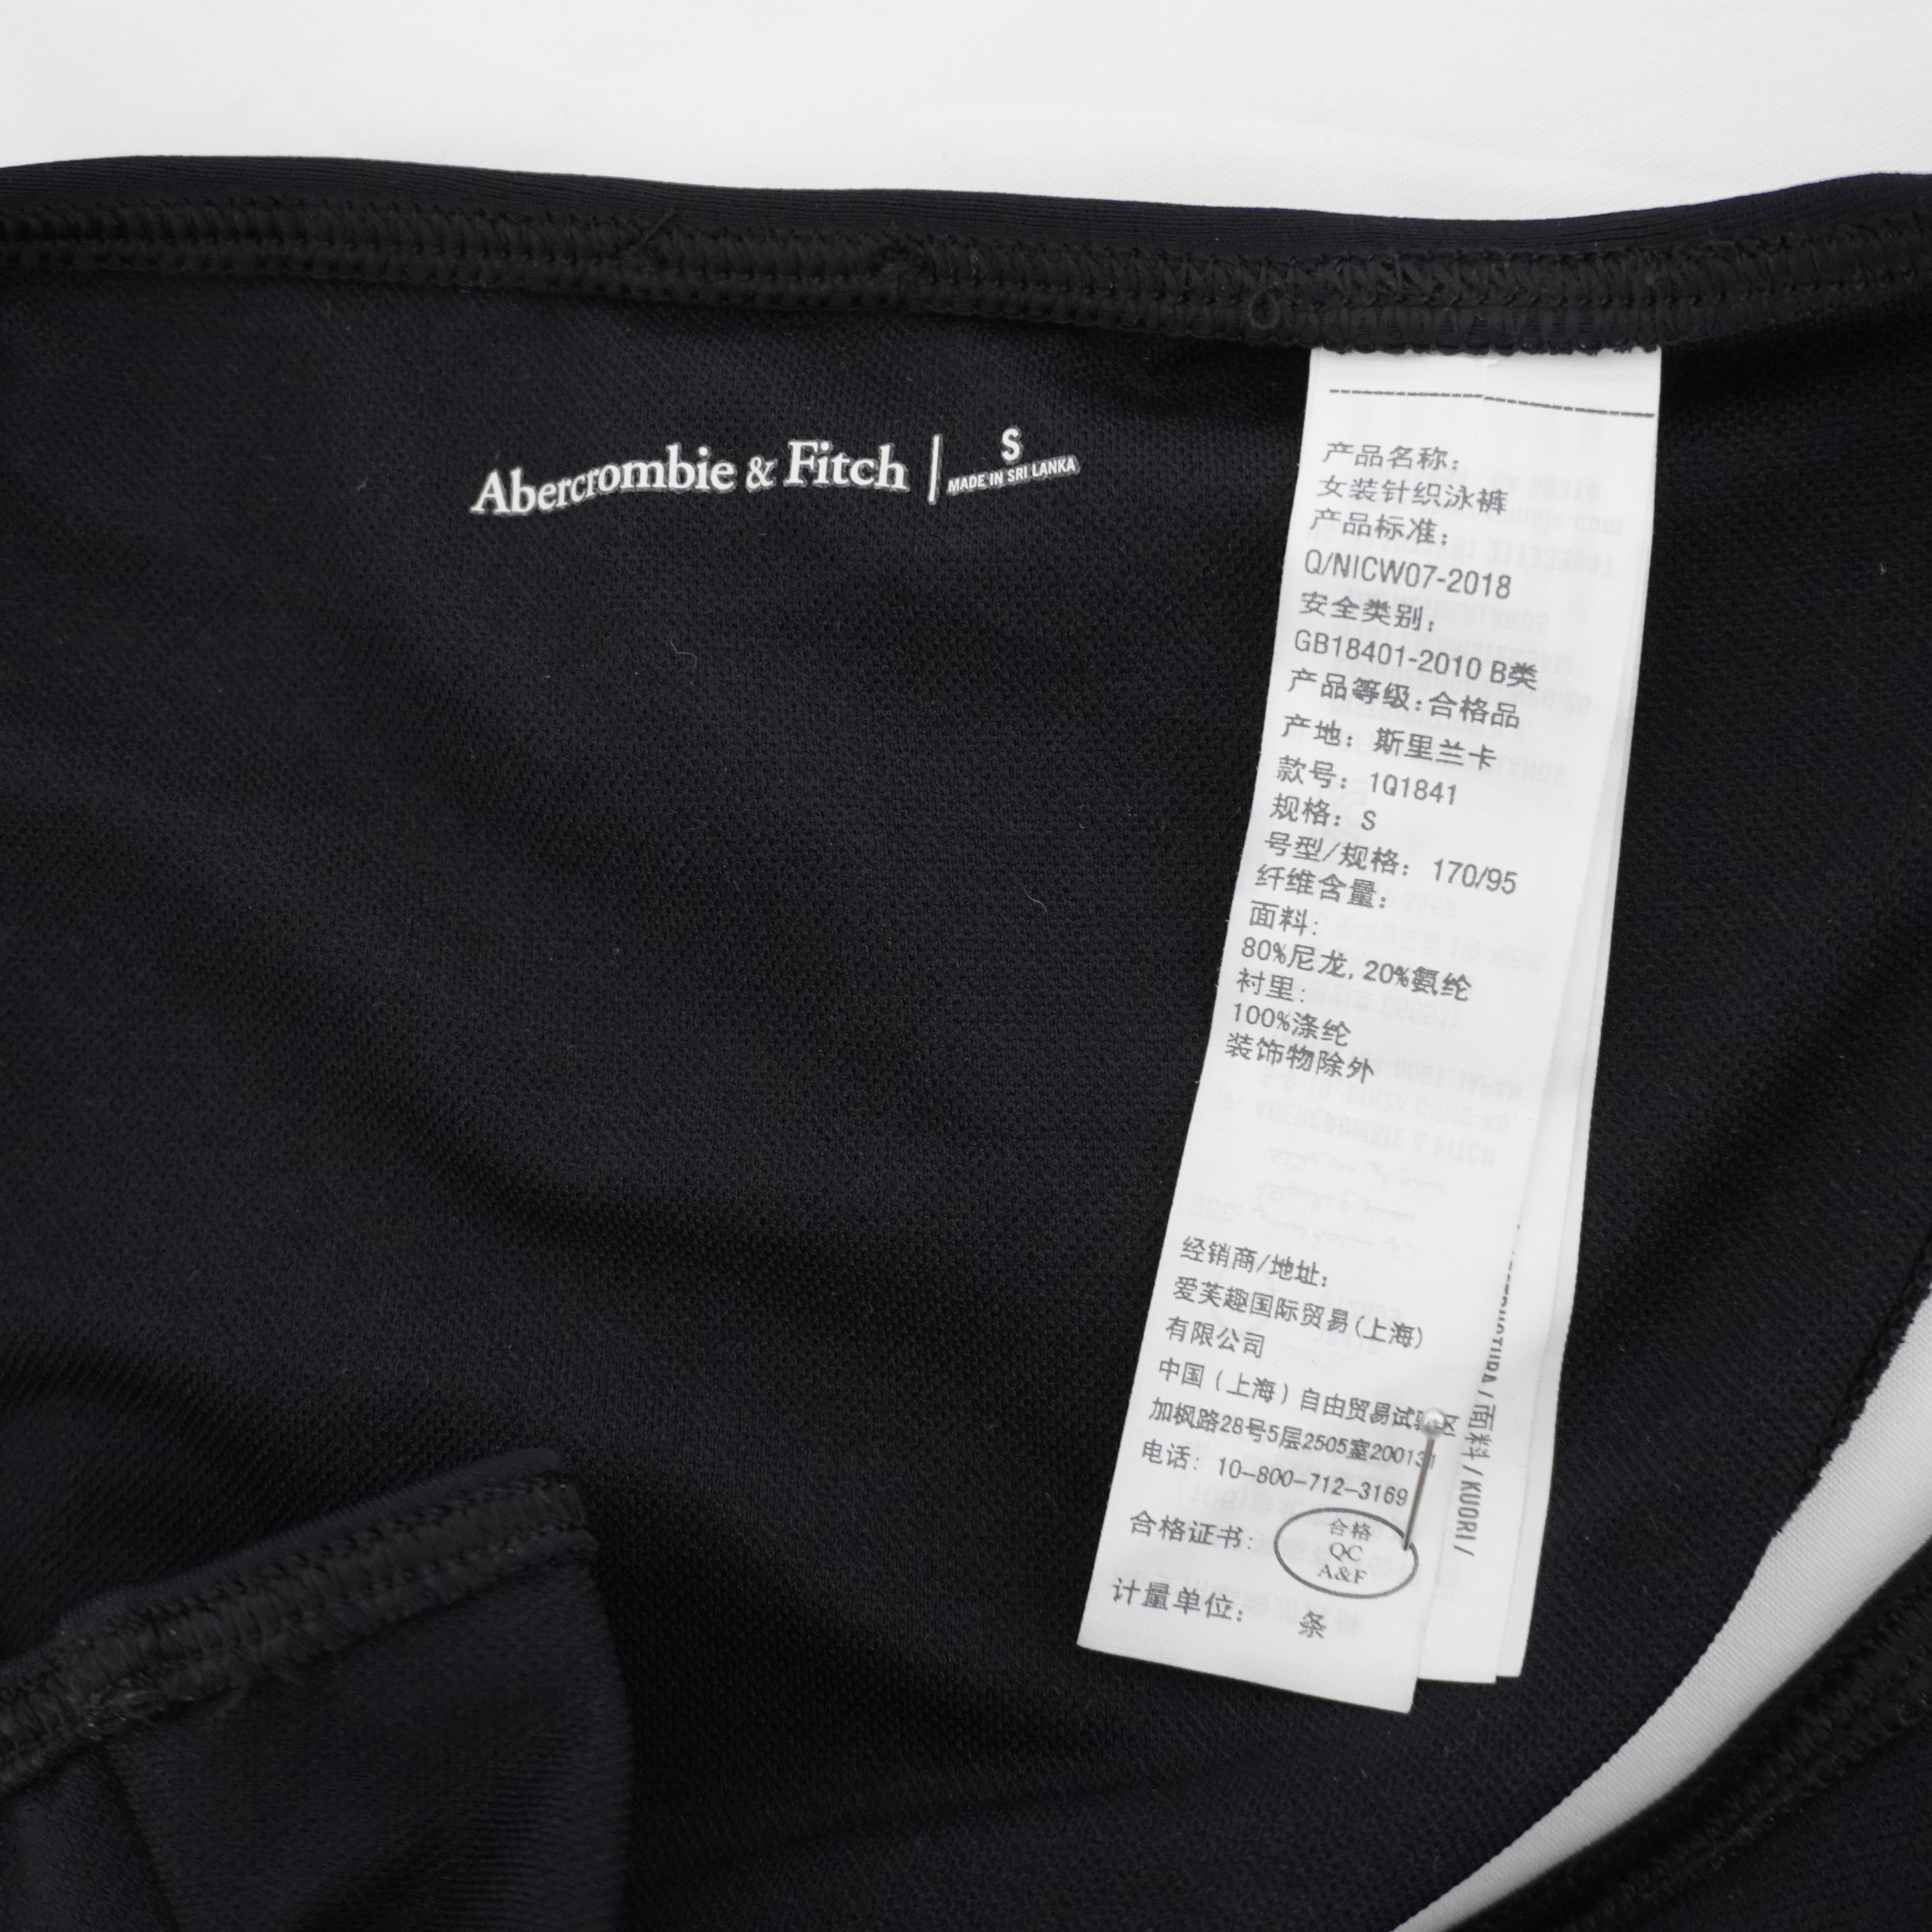 Abercrombie & Fitch | S
MADE IN SRI LANKA
产品名称：
女装针织泳裤
产品标准：
Q/NICW07-2018
安全类别：
GB18401-2010 B类
产品等级：合格品
产地：斯里兰卡
款号：1Q1841
规格：S
号型/规格：170/95
纤维含量：
面料：
80%尼龙,20%氨纶
衬里：
100%涤纶
装饰物除外
经销商/地址：
爱芙趣国际贸易(上海)
有限公司
中国（上海）自由贸易试验区
加枫路28号5层2505室200131
电话：10-800-712-3169
合格证书：
合格
QC
A&F
计量单位： 条
/ 面料 / KUORI /